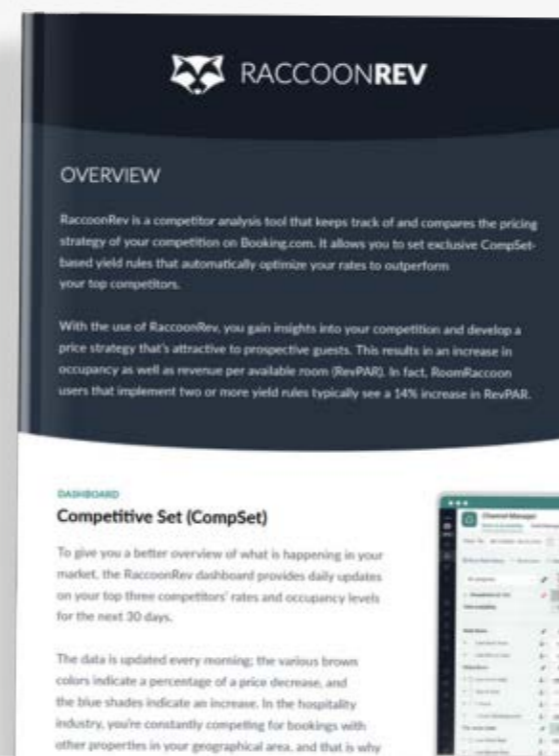 RACCOONREV
OVERVIEW
RaccoonRev is a competitor analysis tool that keeps track of and compares the pricing
strategy of your competition on Booking.com. It allows you to set exclusive CompSet-
based yield rules that automatically optimize your rates to outperform
your top competitors.
With the use of RaccoonRev, you gain insights into your competition and develop a
price strategy that's attractive to prospective guests. This results in an increase in
occupancy as well as revenue per available room (RevPAR). In fact, RoomRaccoon
users that implement two or more yield rules typically see a 14% increase in RevPAR.
DASHBOARD
Competitive Set (CompSet)
To give you a better overview of what is happening in your
market, the RaccoonRev dashboard provides daily updates
on your top three competitors' rates and occupancy levels
for the next 30 days.
The data is updated every morning; the various brown
colors indicate a percentage of a price decrease, and
the blue shades indicate an increase. In the hospitality
industry, you're constantly competing for bookings with
other properties in your geographical area, and that is why
Channel Manager